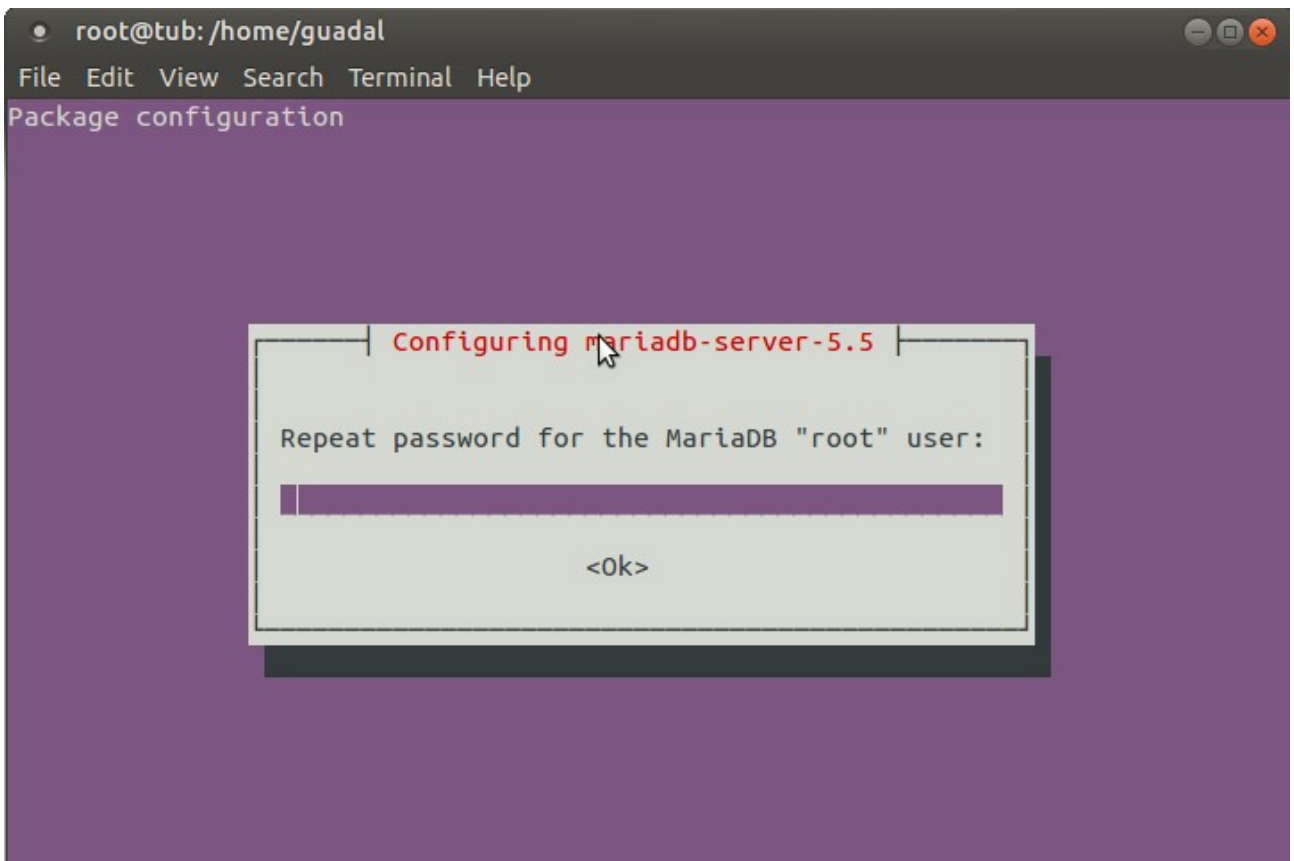 root@tub: /home/guadal
File Edit View Search Terminal Help
Package configuration
Configuring mariadb-server-5.5
Repeat password for the MariaDB "root" user:
<Ok>